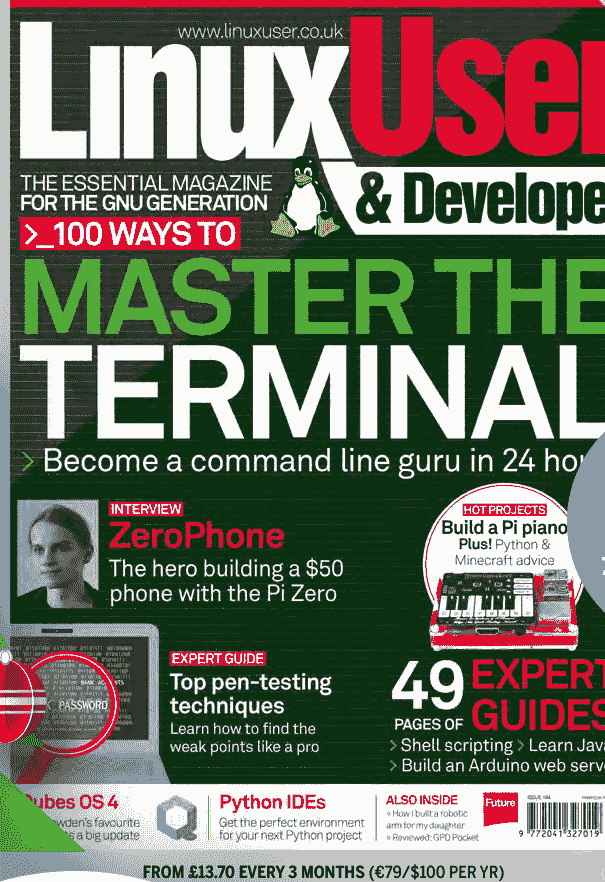 www.linuxuser.co.uk
LinuxUser
& Develope
THE ESSENTIAL MAGAZINE
FOR THE GNU GENERATION
>_100 WAYS TO
MASTER THE
TERMINAL
> Become a command line guru in 24 hou
INTERVIEW
ZeroPhone
The hero building a $50
phone with the Pi Zero
HOT PROJECTS
Build a Pi piano
Plus! Python &
Minecraft advice
PASSWORD
EXPERT GUIDE
Top pen-testing
techniques
Learn how to find the
weak points like a pro
49
PAGES OF
EXPERT
GUIDES
> Shell scripting > Learn Java
> Build an Arduino web serve
ubes OS 4
wden's favourite
s a big update
Python IDEs
Get the perfect environment
for your next Python project
ALSO INSIDE
» How I built a robotic
arm for my daughter
» Reviewed: GPD Pocket
Future
9 772041 327019
FROM £13.70 EVERY 3 MONTHS (€79/$100 PER YR)